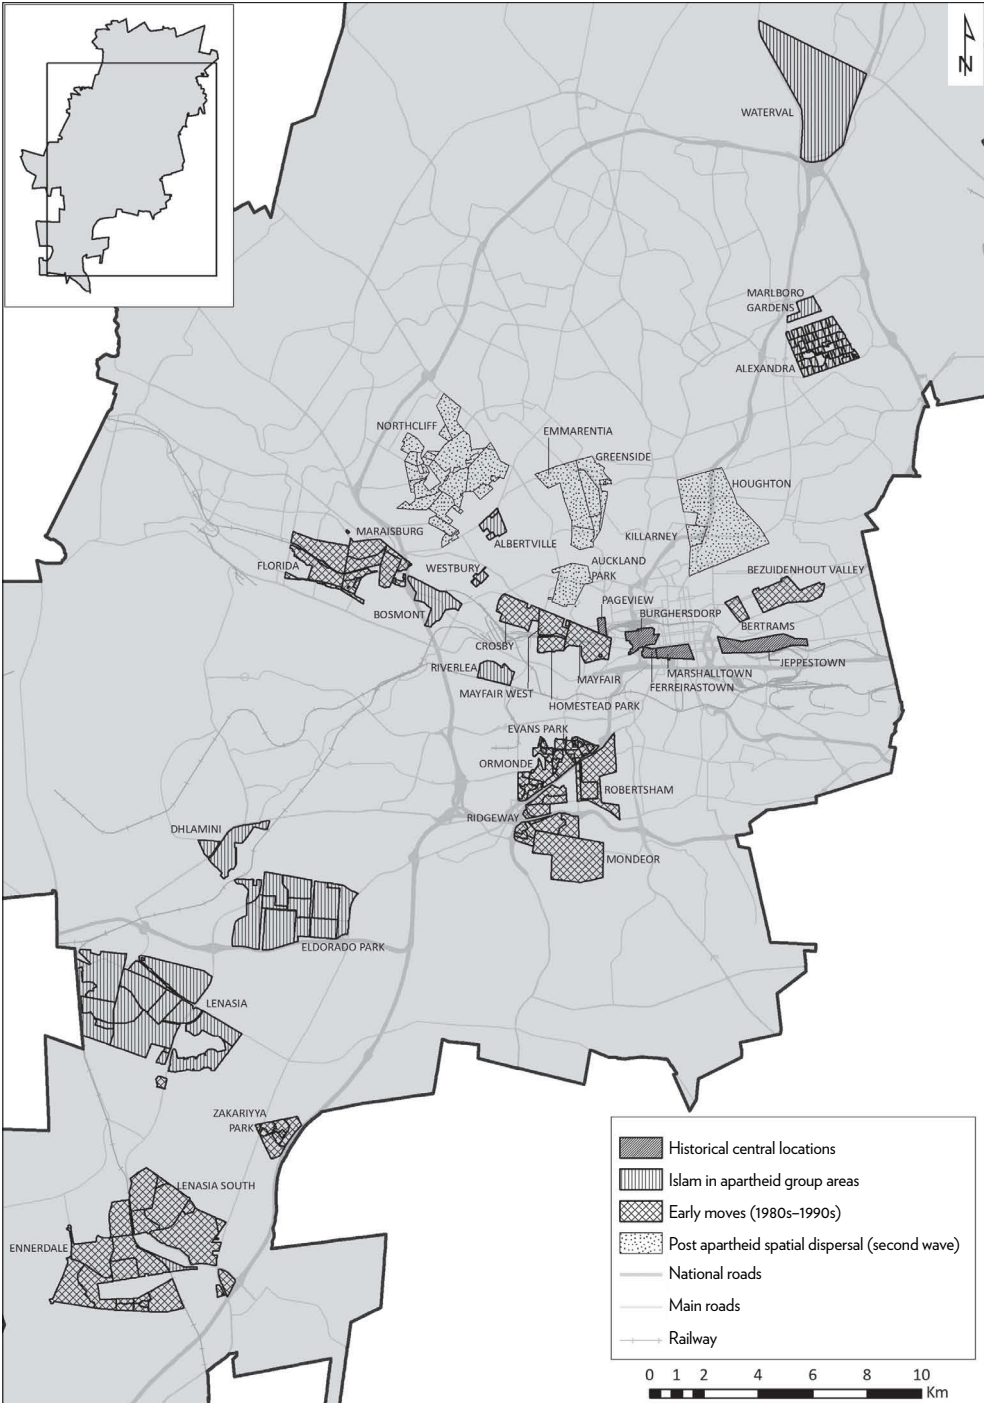 N
WATERVAL
MARLBORO
GARDENS
ALEXANDRA
NORTHCLIFF
EMMARENTIA
GREENSIDE
HOUGHTON
MARAISBURG
ALBERTVILLE
KILLARNEY
FLORIDA
WESTBURY
AUCKLAND
PARK
BEZUIDENHOUT VALLEY
PAGEVIEW
BURGHERSDORP
BOSMONT
BERTRAMS
CROSBY
JEPPESTOWN
RIVERLEA
MARSHALLTOWN
MAYFAIR
FERREIRASTOWN
MAYFAIR WEST
HOMESTEAD PARK
EVANS PARK
ORMONDE
ROBERTSHAM
RIDGEWAY
DHLAMINI
MONDEOR
ELDORADO PARK
LENASIA
ZAKARIYYA
PARK
LENASIA SOUTH
ENNERDALE
Historical central locations
Islam in apartheid group areas
Early moves (1980s–1990s)
Post apartheid spatial dispersal (second wave)
National roads
Main roads
Railway
0 1 2 4 6 8 10
Km